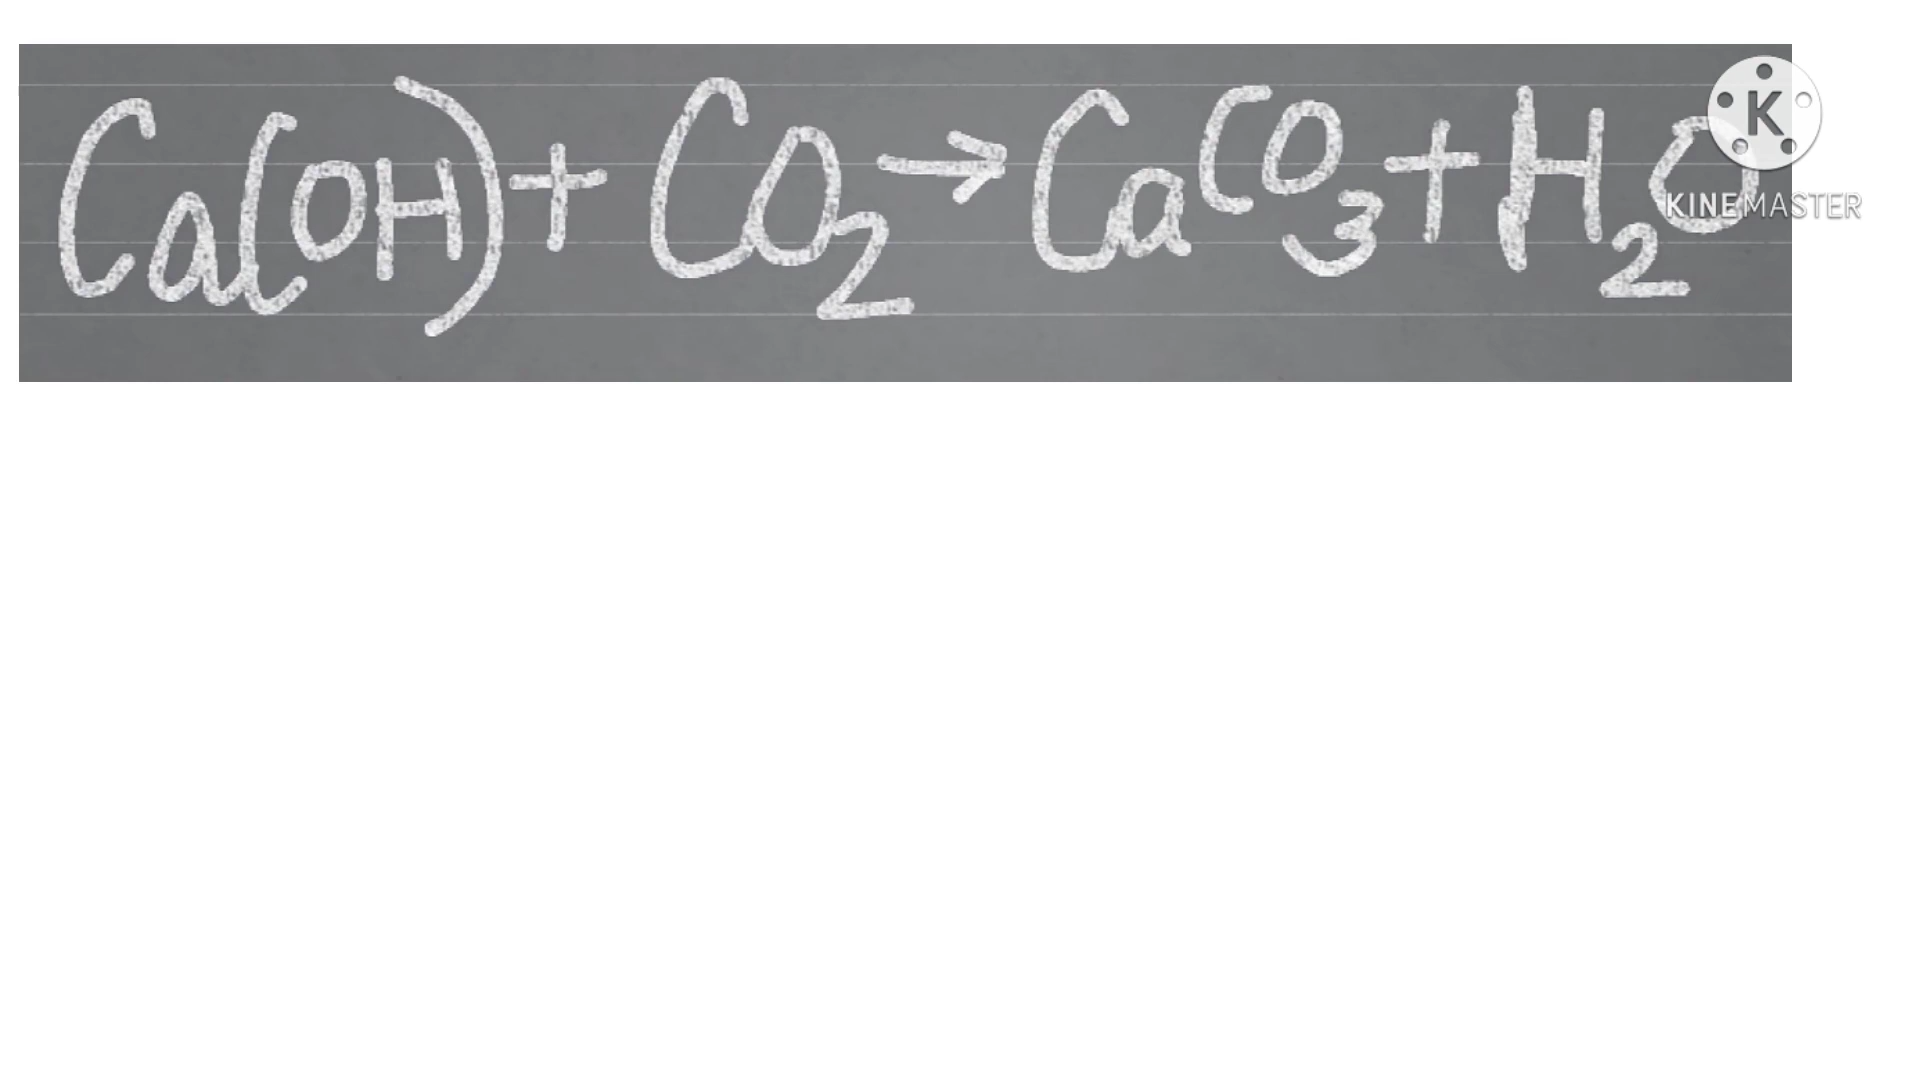 Ca(OH) + CO₂ → CaCO₃ + H₂O
KINEMASTER